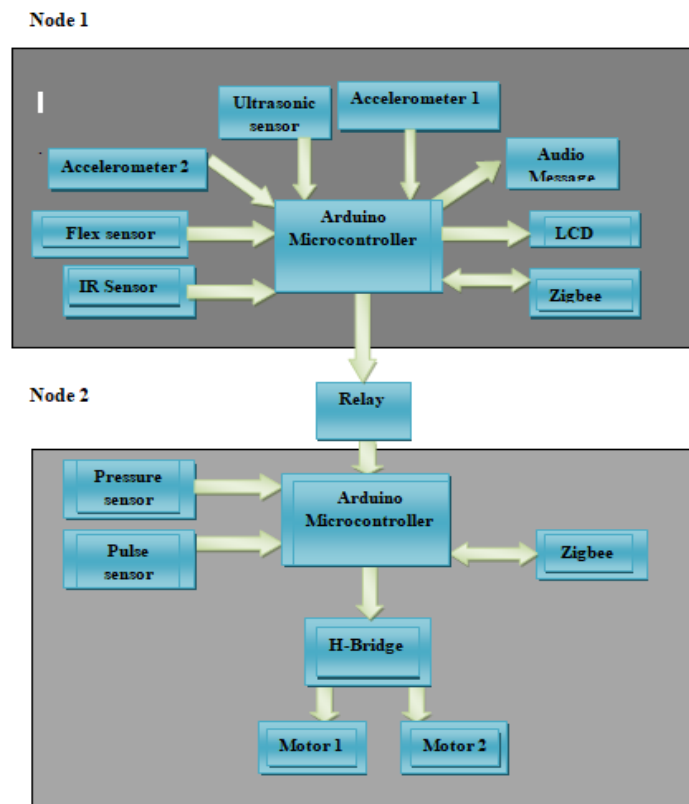 Node 1
Ultrasonic
sensor
Accelerometer 1
Accelerometer 2
Audio
Message
Arduino
Microcontroller
Flex sensor
LCD
IR Sensor
Zigbee
Node 2
Relay
Pressure
sensor
Arduino
Microcontroller
Pulse
sensor
Zigbee
H-Bridge
Motor 1
Motor 2